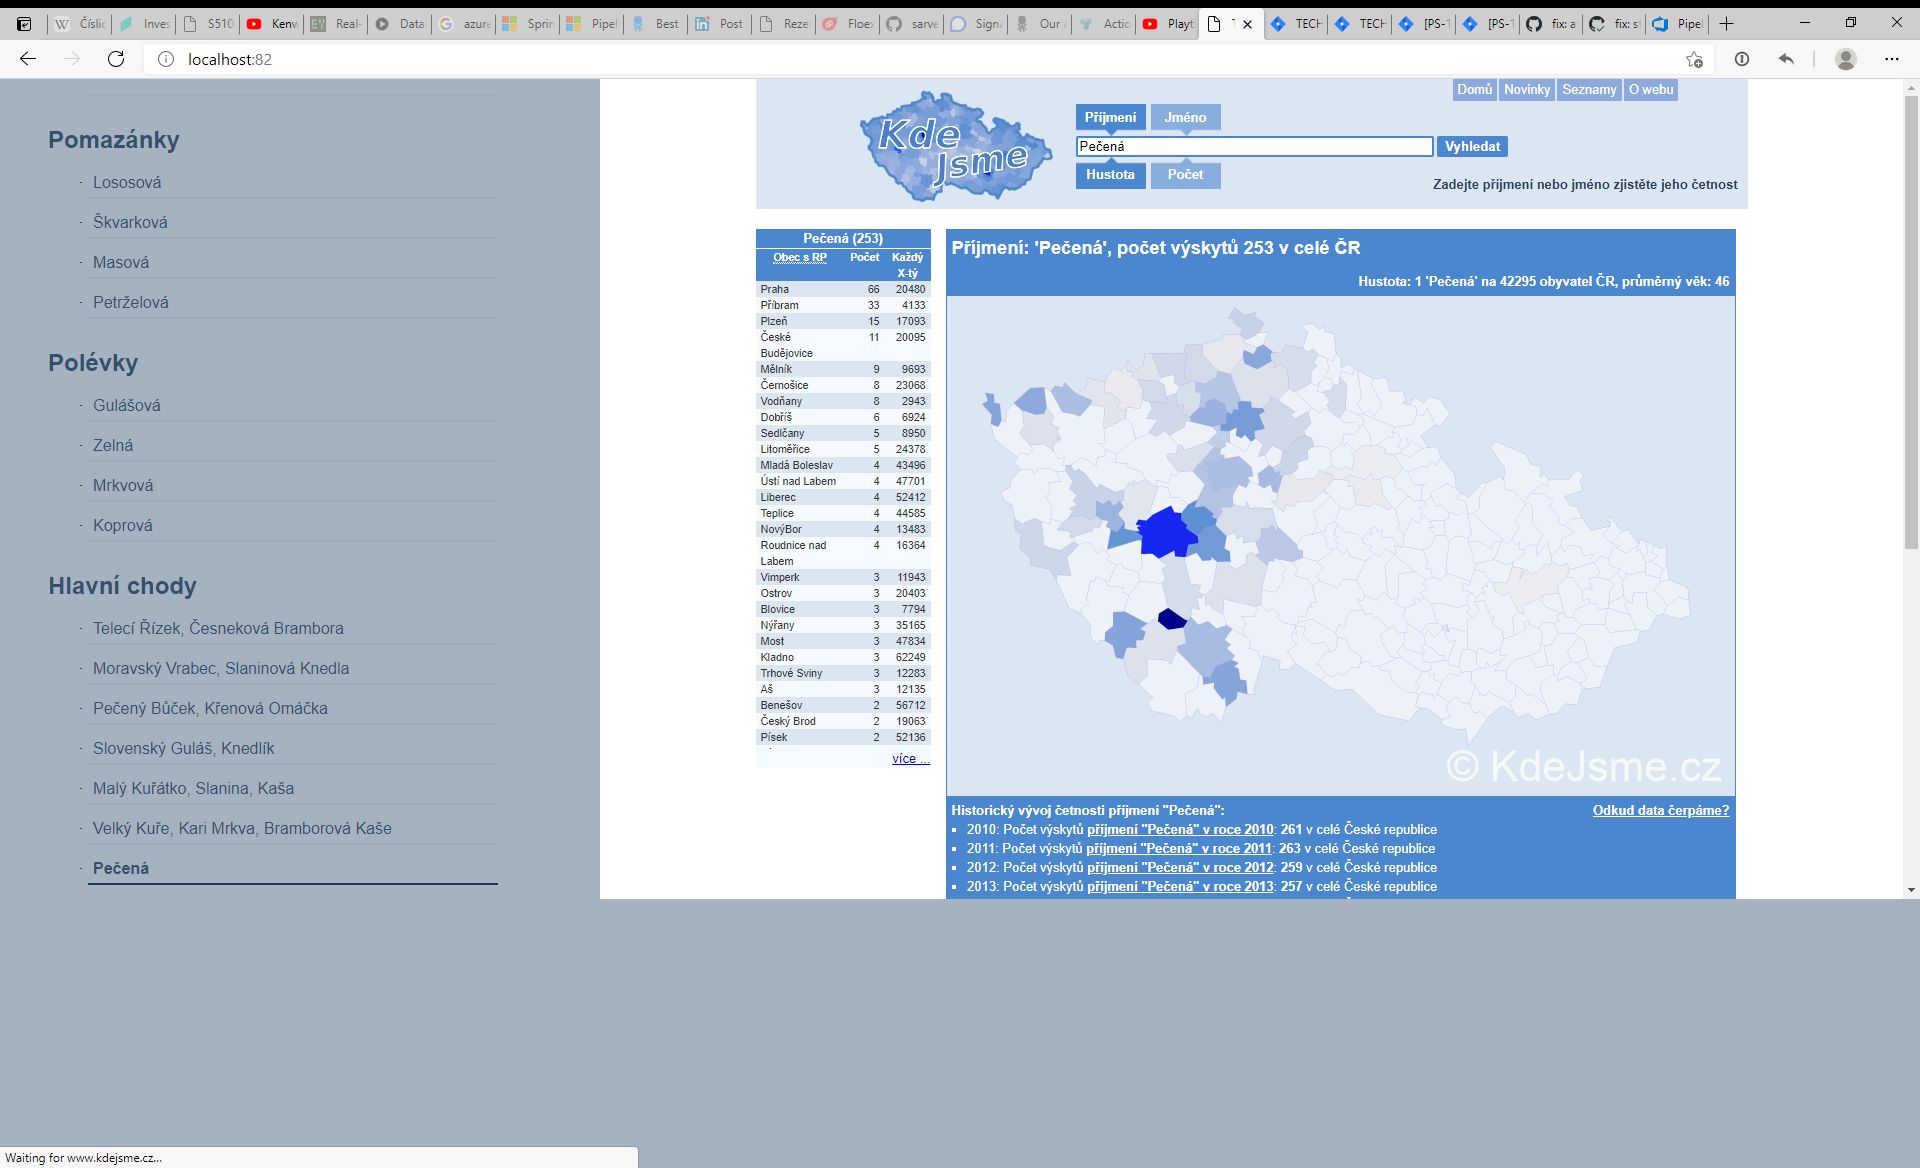 Číslic
Inves
S510
Kenw
Real-
Data
azure
Sprin
Pipel
Best
Post
Reze
Floex
sarve
Signa
Our A
Actio
Playt
TECH
TECH
[PS-1
[PS-1
fix: a
fix: s
Pipel
localhost:82
Pomazánky
· Lososová
· Škvarková
· Masová
· Petrželová
Polévky
· Gulášová
· Zelná
· Mrkvová
· Koprová
Hlavní chody
· Telecí Řízek, Česneková Brambora
· Moravský Vrabec, Slaninová Knedla
· Pečený Bůček, Křenová Omáčka
· Slovenský Guláš, Knedlík
· Malý Kuřátko, Slanina, Kaša
· Velký Kuře, Kari Mrkva, Bramborová Kaše
· Pečená
Domů Novinky Seznamy O webu
Kde
Jsme
Příjmení Jméno
Pečená Vyhledat
Hustota Počet
Zadejte příjmení nebo jméno zjistěte jeho četnost
Pečená (253)
Obec s RP Počet Každý
X-tý
Praha 66 20480
Příbram 33 4133
Plzeň 15 17093
České 11 20095
Budějovice
Mělník 9 9693
Černošice 8 23068
Vodňany 8 2943
Dobříš 6 6924
Sedlčany 5 8950
Litoměřice 5 24378
Mladá Boleslav 4 43496
Ústí nad Labem 4 47701
Liberec 4 52412
Teplice 4 44585
NovýBor 4 13483
Roudnice nad 4 16364
Labem
Vimperk 3 11943
Ostrov 3 20403
Blovice 3 7794
Nýřany 3 35165
Most 3 47834
Kladno 3 62249
Trhové Sviny 3 12283
Aš 3 12135
Benešov 2 56712
Český Brod 2 19063
Písek 2 52136
více ...
Příjmení: 'Pečená', počet výskytů 253 v celé ČR
Hustota: 1 'Pečená' na 42295 obyvatel ČR, průměrný věk: 46
© KdeJsme.cz
Historický vývoj četnosti příjmení "Pečená": Odkud data čerpáme?
▪ 2010: Počet výskytů příjmení "Pečená" v roce 2010: 261 v celé České republice
▪ 2011: Počet výskytů příjmení "Pečená" v roce 2011: 263 v celé České republice
▪ 2012: Počet výskytů příjmení "Pečená" v roce 2012: 259 v celé České republice
▪ 2013: Počet výskytů příjmení "Pečená" v roce 2013: 257 v celé České republice
Waiting for www.kdejsme.cz...